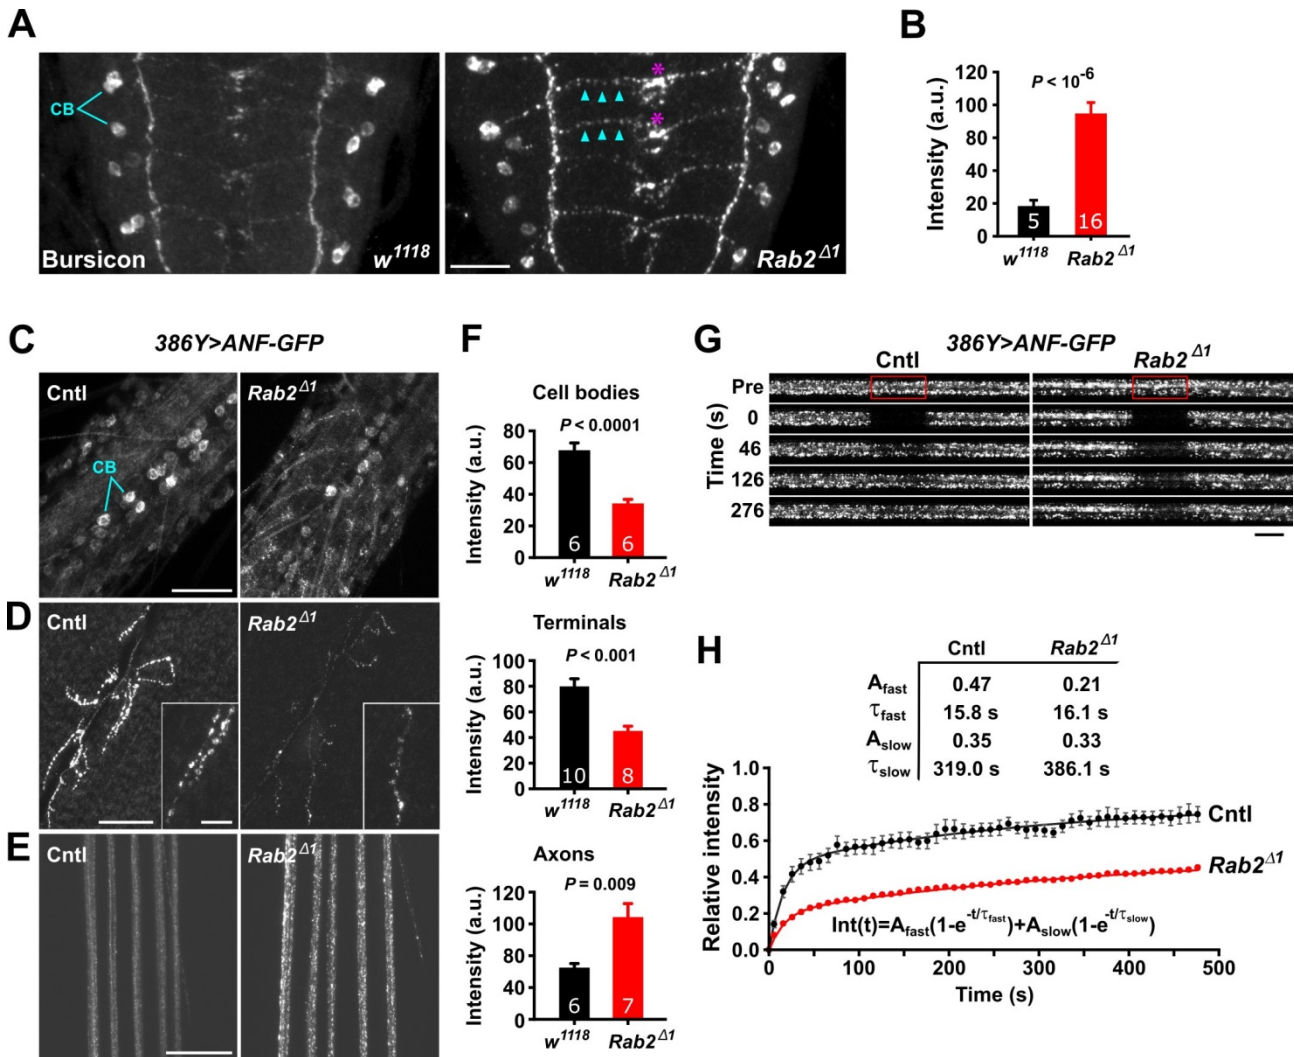 A
CB
Bursicon
w1118
*
*
Rab2Δ1
B
Intensity (a.u.)
120
100
80
60
40
20
0
P < 10-6
5
16
w1118
Rab2Δ1
C
386Y>ANF-GFP
Cntl
CB
Rab2Δ1
D
Cntl
Rab2Δ1
E
Cntl
Rab2Δ1
F
Cell bodies
P < 0.0001
Intensity (a.u.)
80
60
40
20
0
6
6
w1118
Rab2Δ1
Terminals
P < 0.001
Intensity (a.u.)
100
80
60
40
20
0
10
8
w1118
Rab2Δ1
Axons
P = 0.009
Intensity (a.u.)
120
100
80
60
40
20
0
6
7
w1118
Rab2Δ1
G
386Y>ANF-GFP
Cntl
Rab2Δ1
Time (s)
Pre
0
46
126
276
H
Cntl Rab2Δ1
Afast 0.47 0.21
τfast 15.8 s 16.1 s
Aslow 0.35 0.33
τslow 319.0 s 386.1 s
Relative intensity
1.0
0.8
0.6
0.4
0.2
0.0
Cntl
Rab2Δ1
Int(t)=Afast(1-e-t/τfast)+Aslow(1-e-t/τslow)
0 100 200 300 400 500
Time (s)